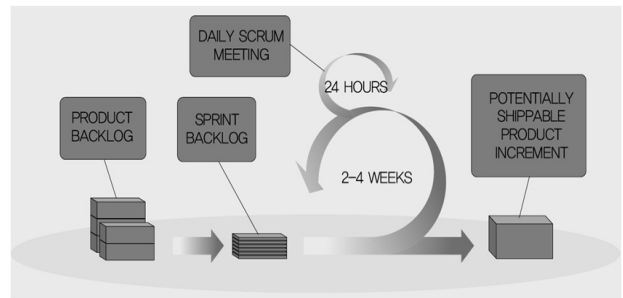 DAILY SCRUM
MEETING
24 HOURS
PRODUCT
BACKLOG
SPRINT
BACKLOG
2-4 WEEKS
POTENTIALLY
SHIPPABLE
PRODUCT
INCREMENT